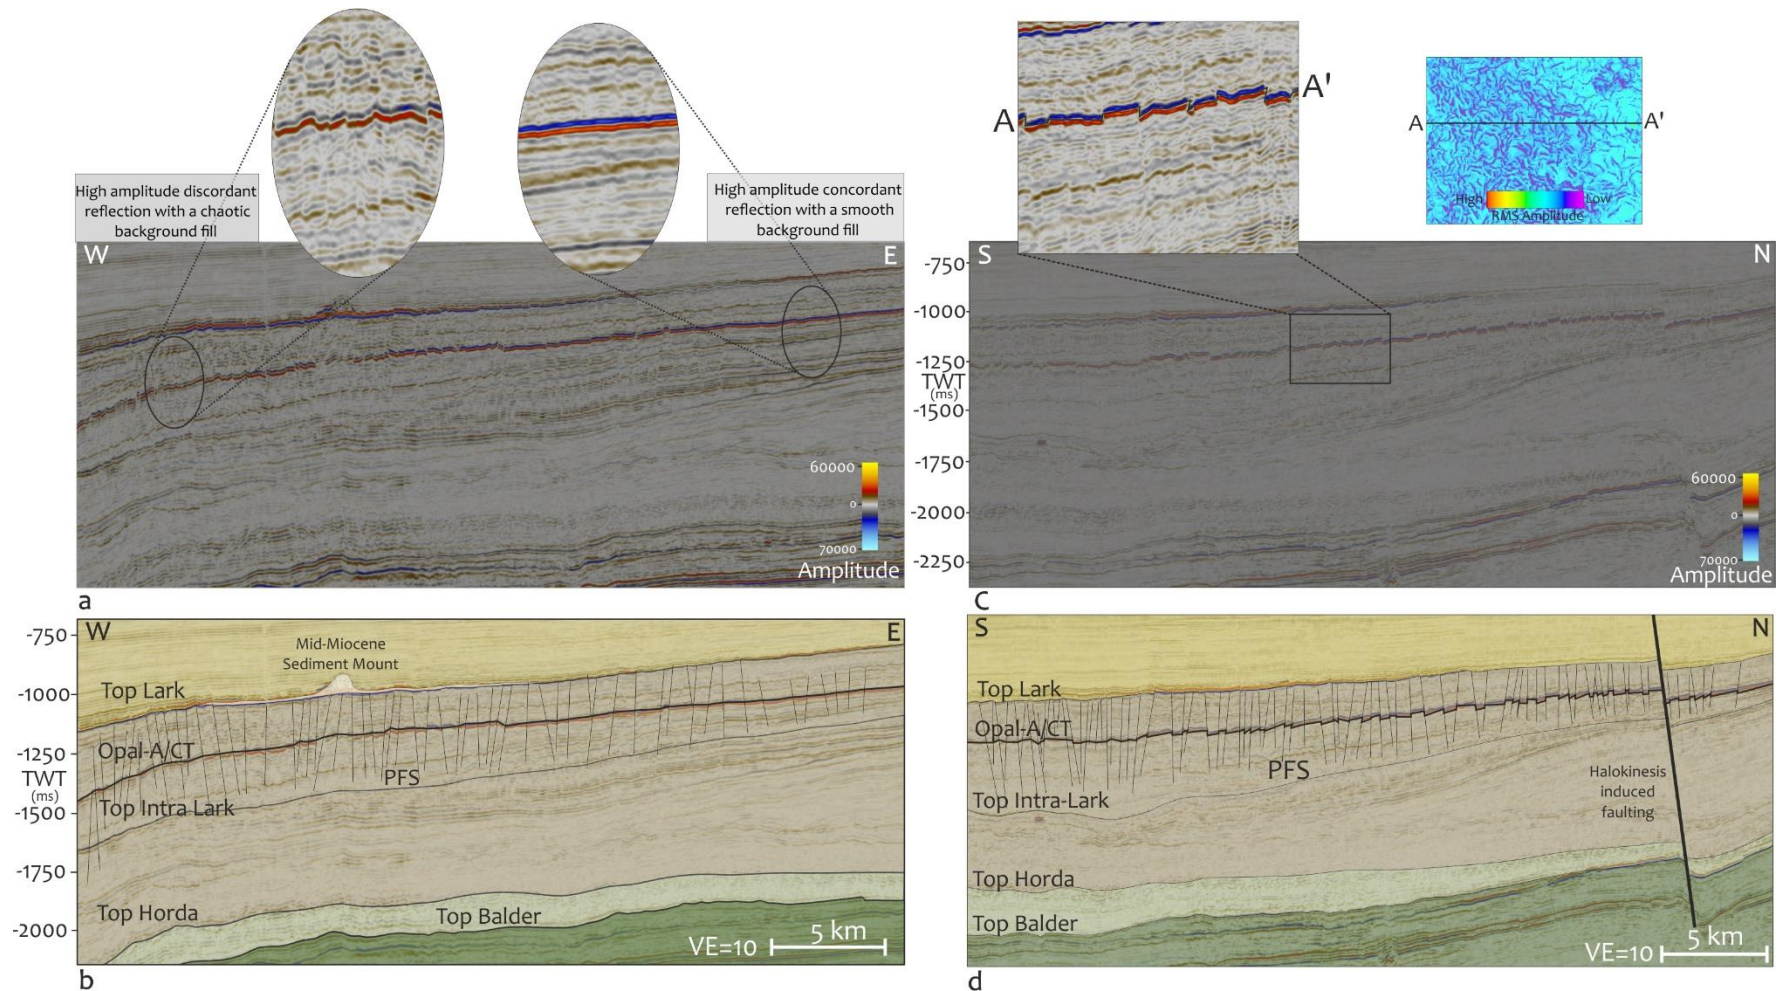 High amplitude discordant
reflection with a chaotic
background fill
High amplitude concordant
reflection with a smooth
background fill
W
E
60000
0
70000
Amplitude
a
A
A'
A
A'
High
Low
RMS Amplitude
S
N
-750
-1000
-1250
TWT
(ms)
-1500
-1750
-2000
-2250
60000
0
70000
Amplitude
C
W
E
-750
-1000
-1250
TWT
(ms)
-1500
-1750
-2000
Mid-Miocene
Sediment Mount
Top Lark
Opal-A/CT
PFS
Top Intra Lark
Top Horda
Top Balder
VE=10
5 km
b
S
N
Top Lark
Opal-A/CT
PFS
Top Intra-Lark
Halokinesis
induced
faulting
Top Horda
Top Balder
VE=10
5 km
d